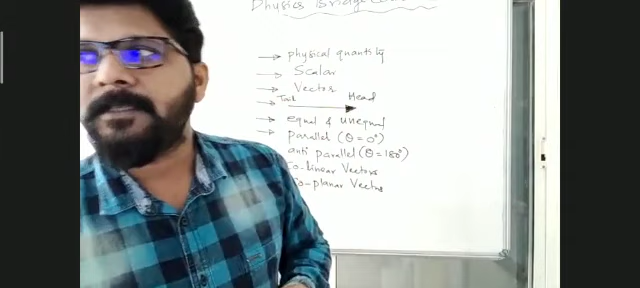 Physics Bridge
→ physical quantity
→ Scalar
→ Vector
→ Tail Head
→ equal & unequal
→ parallel (θ = 0°)
anti parallel (θ = 180°)
Co-linear Vectors
Co-planar Vectors